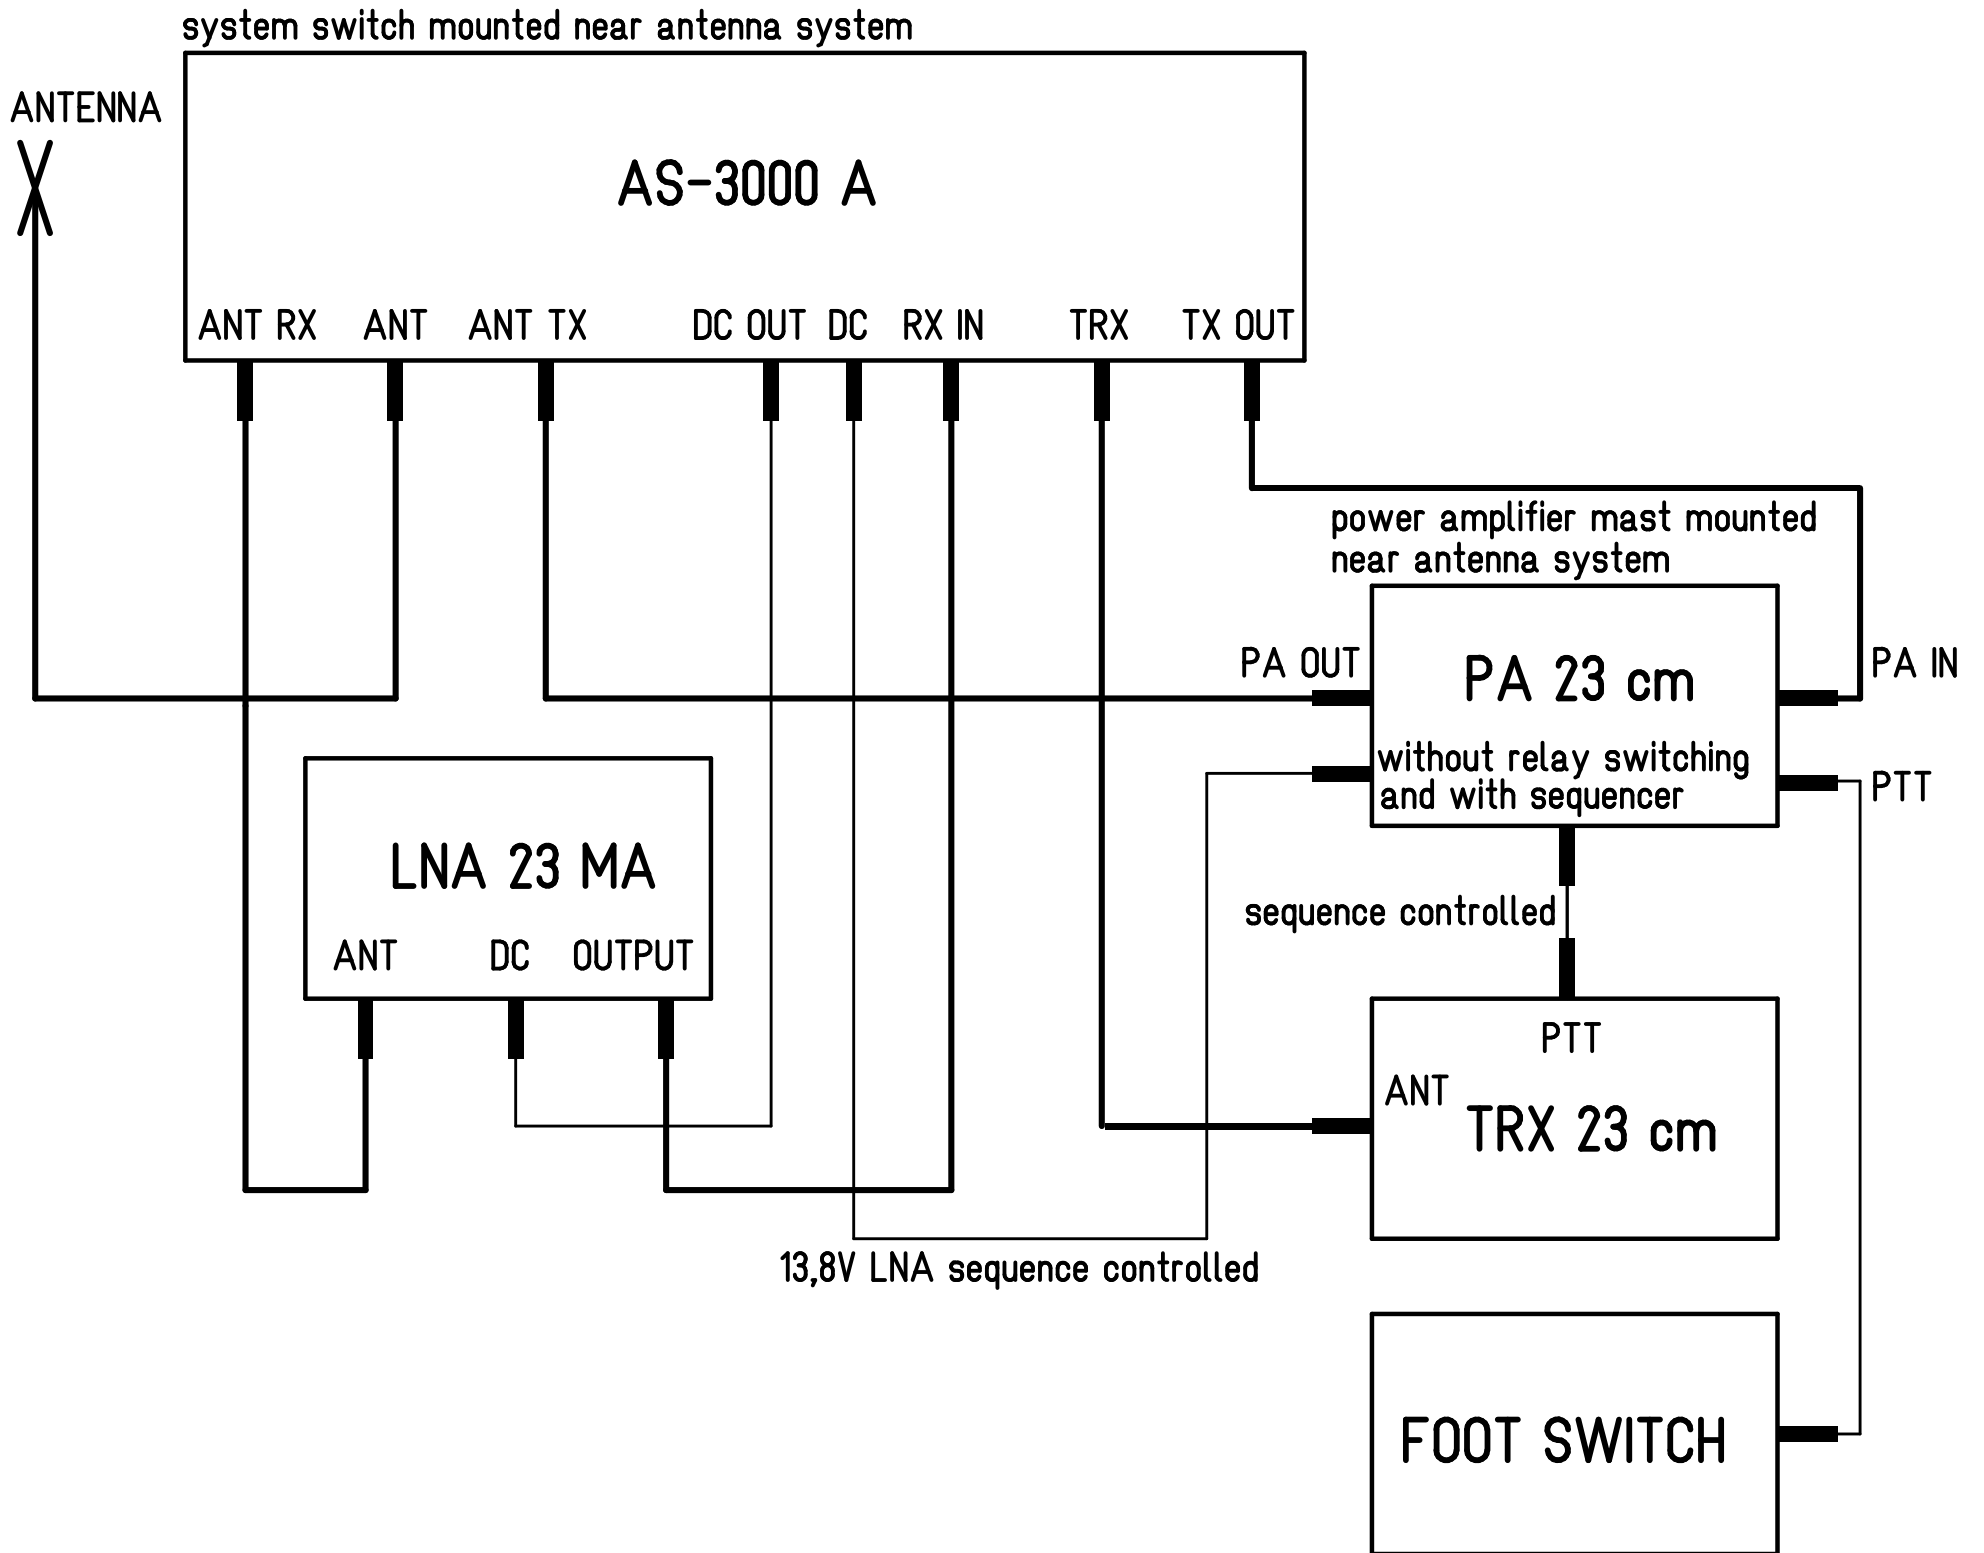 system switch mounted near antenna system
ANTENNA
AS-3000 A
ANT RX ANT ANT TX DC OUT DC RX IN TRX TX OUT
power amplifier mast mounted
near antenna system
PA OUT
PA 23 cm
PA IN
without relay switching
and with sequencer
PTT
LNA 23 MA
ANT DC OUTPUT
sequence controlled
PTT
ANT
TRX 23 cm
13,8V LNA sequence controlled
FOOT SWITCH